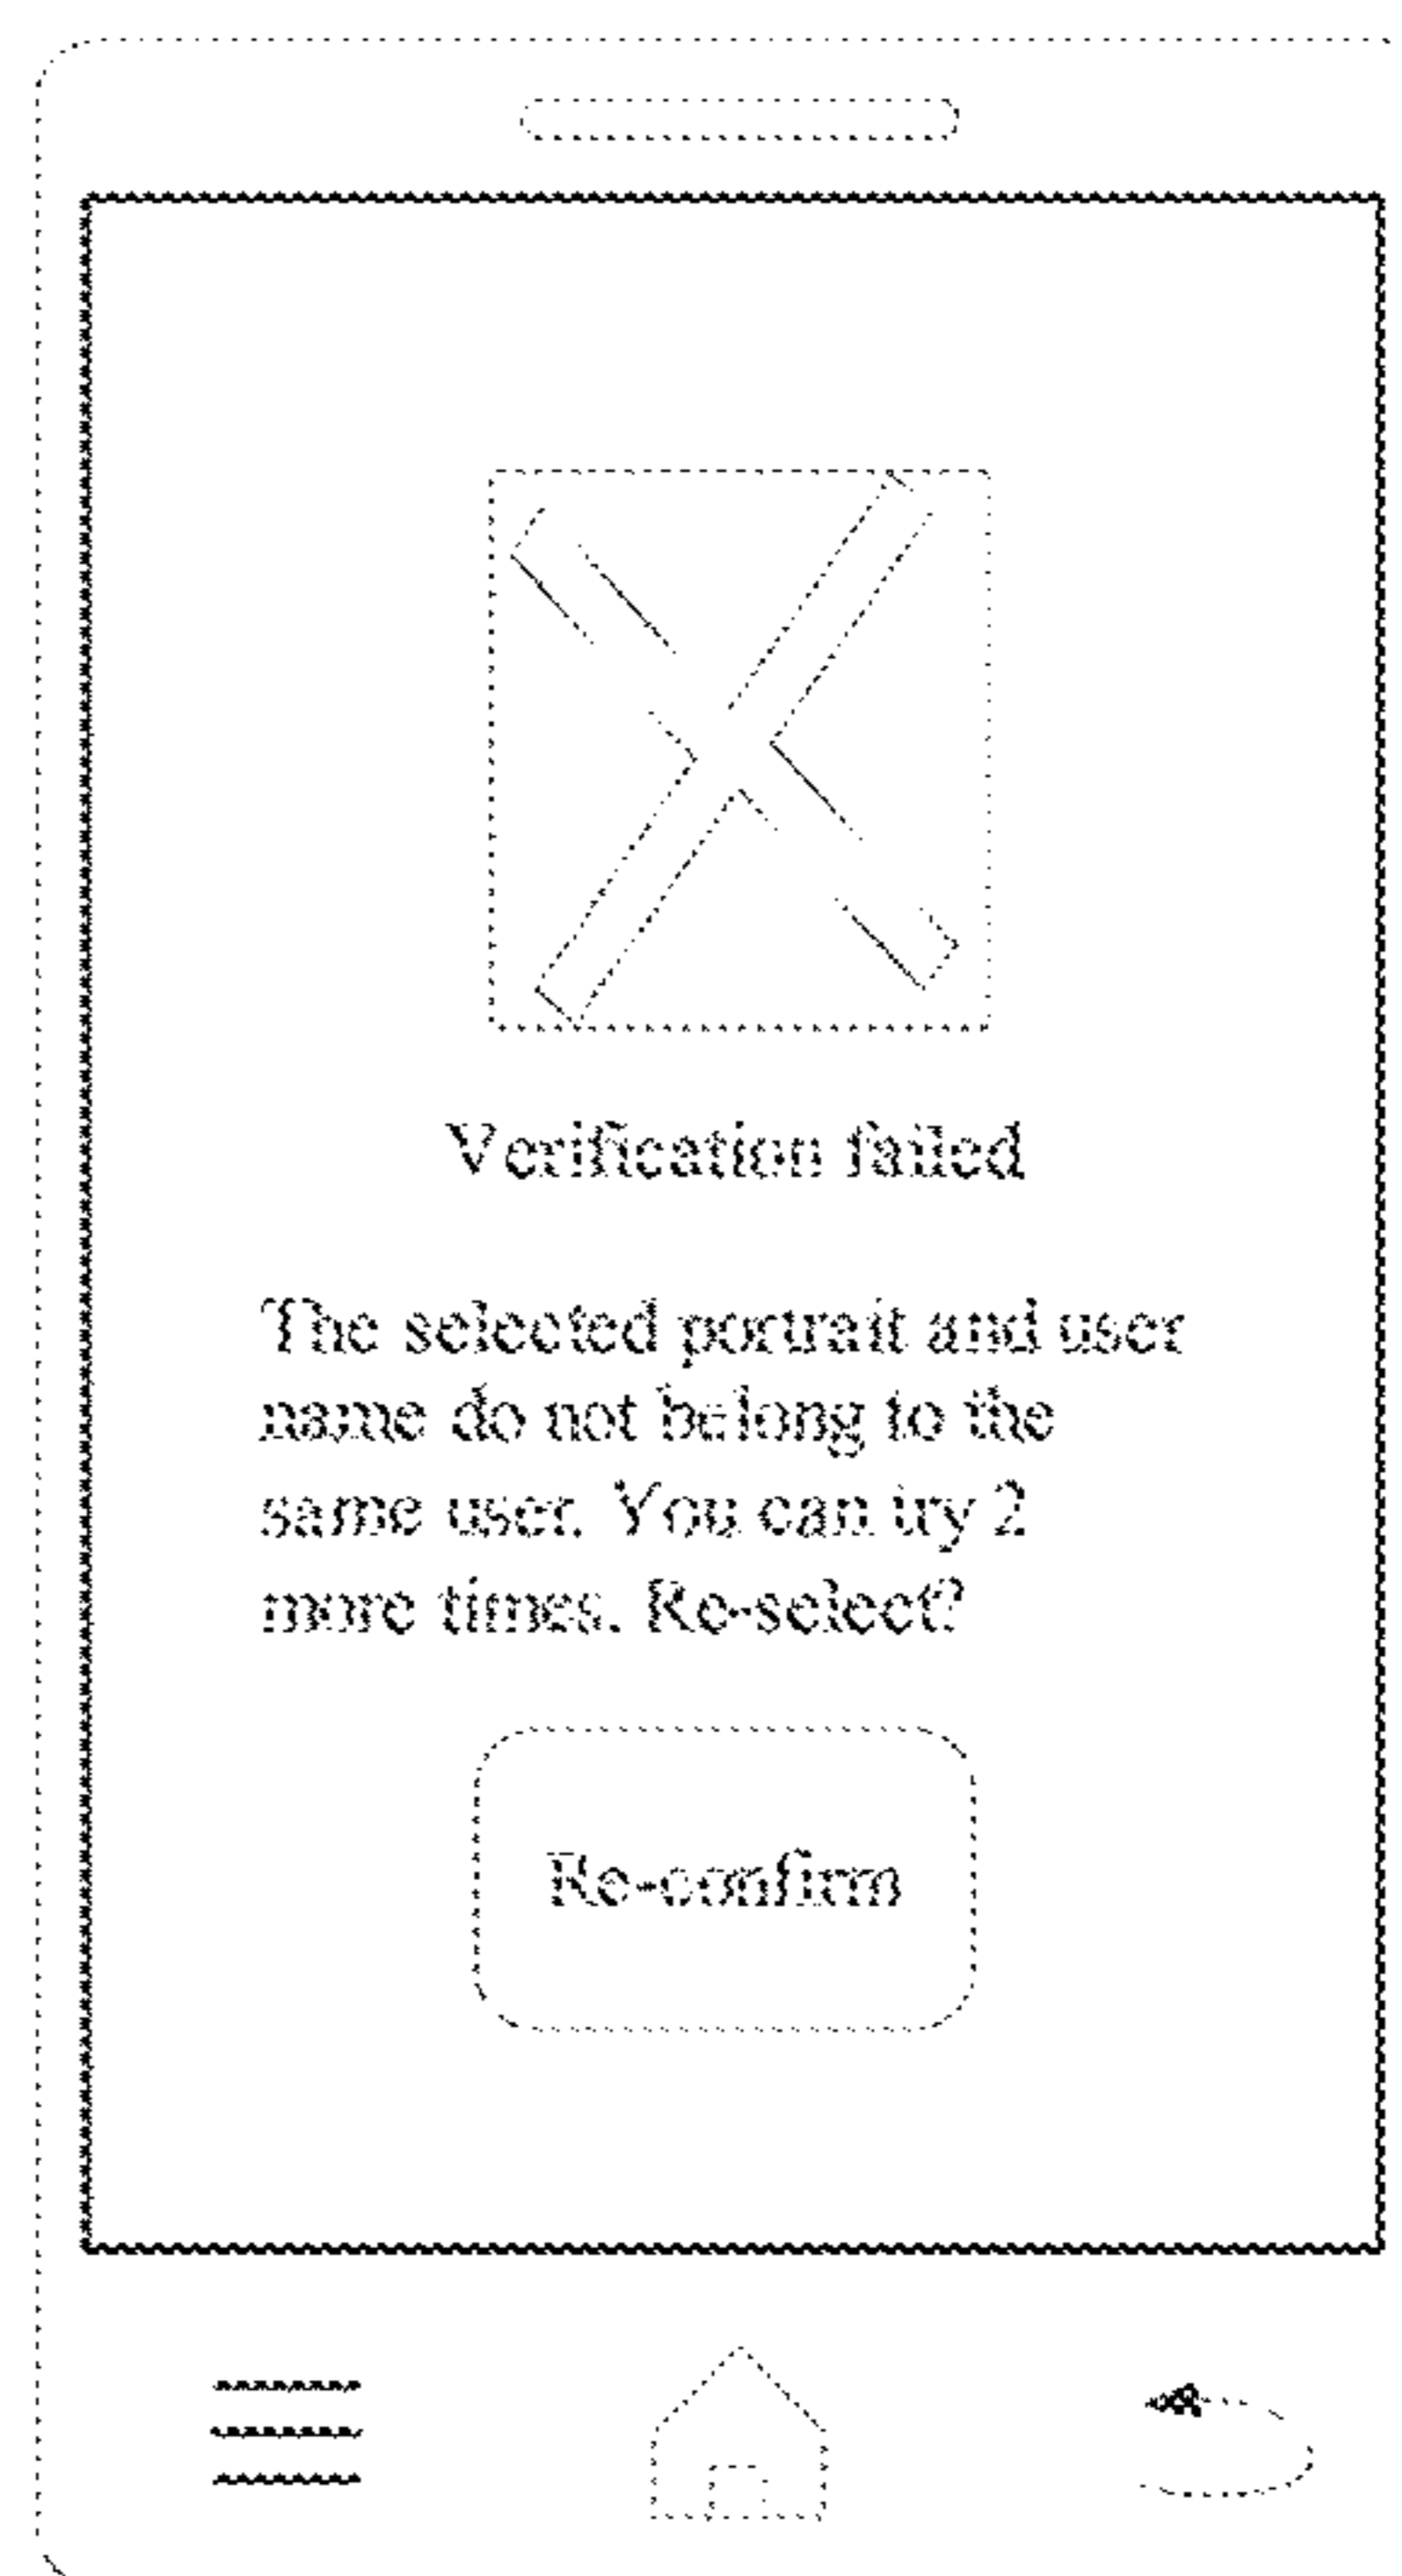 Verification failed
The selected portrait and user
name do not belong to the
same user. You can try 2
more times. Re-select?
Re-confirm